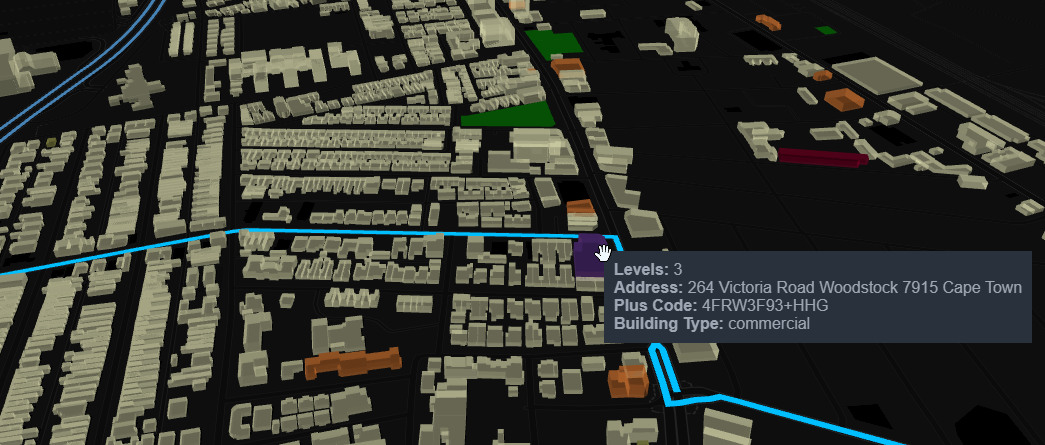 Levels: 3
Address: 264 Victoria Road Woodstock 7915 Cape Town
Plus Code: 4FRW3F93+HHG
Building Type: commercial